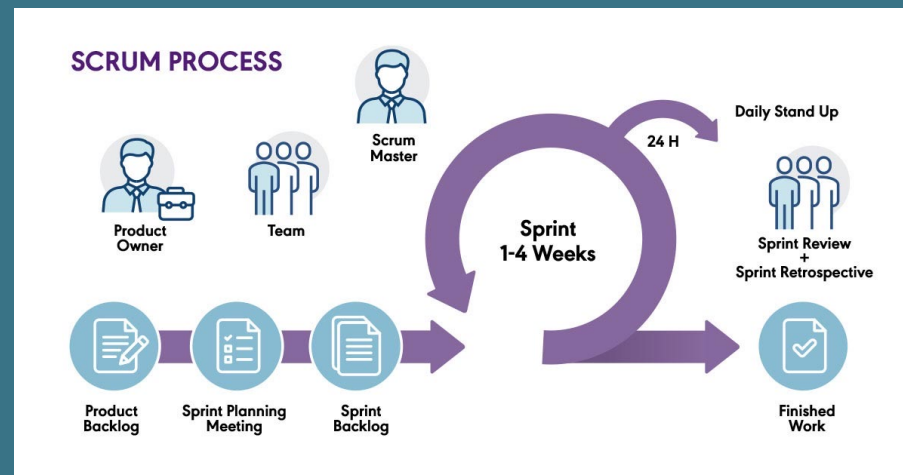 SCRUM PROCESS
Scrum
Master
Product
Owner
Team
24 H
Daily Stand Up
Sprint
1-4 Weeks
Sprint Review
+
Sprint Retrospective
Product
Backlog
Sprint Planning
Meeting
Sprint
Backlog
Finished
Work